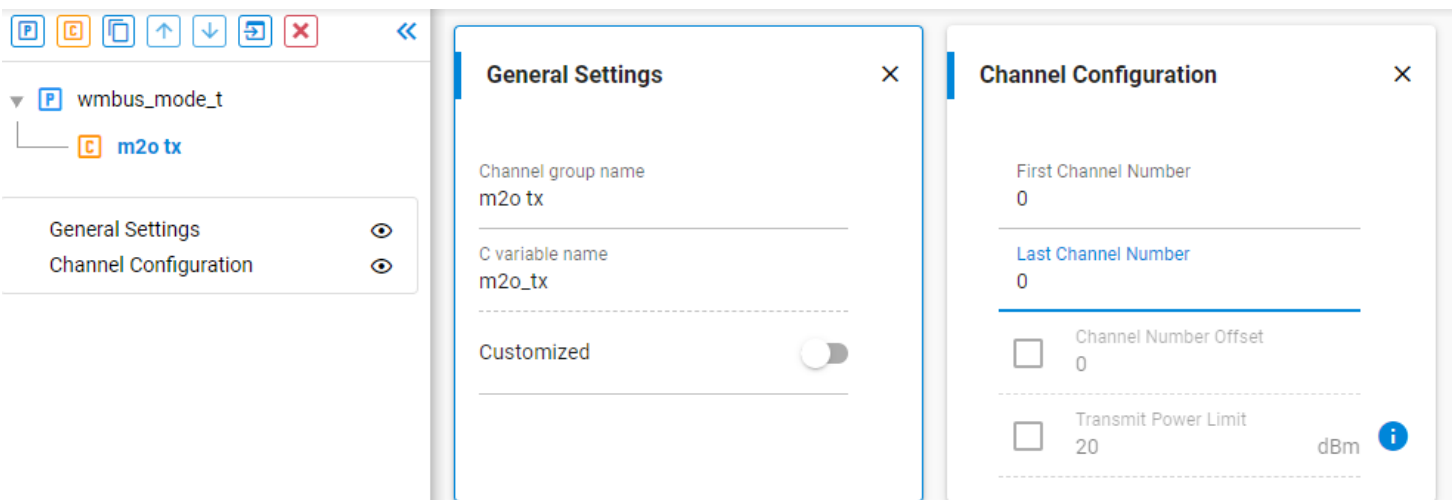 P C
wmbus_mode_t
P
m2o tx
C
General Settings
Channel Configuration
General Settings
Channel group name
m2o tx
C variable name
m2o_tx
Customized
Channel Configuration
First Channel Number
0
Last Channel Number
0
Channel Number Offset
0
Transmit Power Limit
20 dBm
i